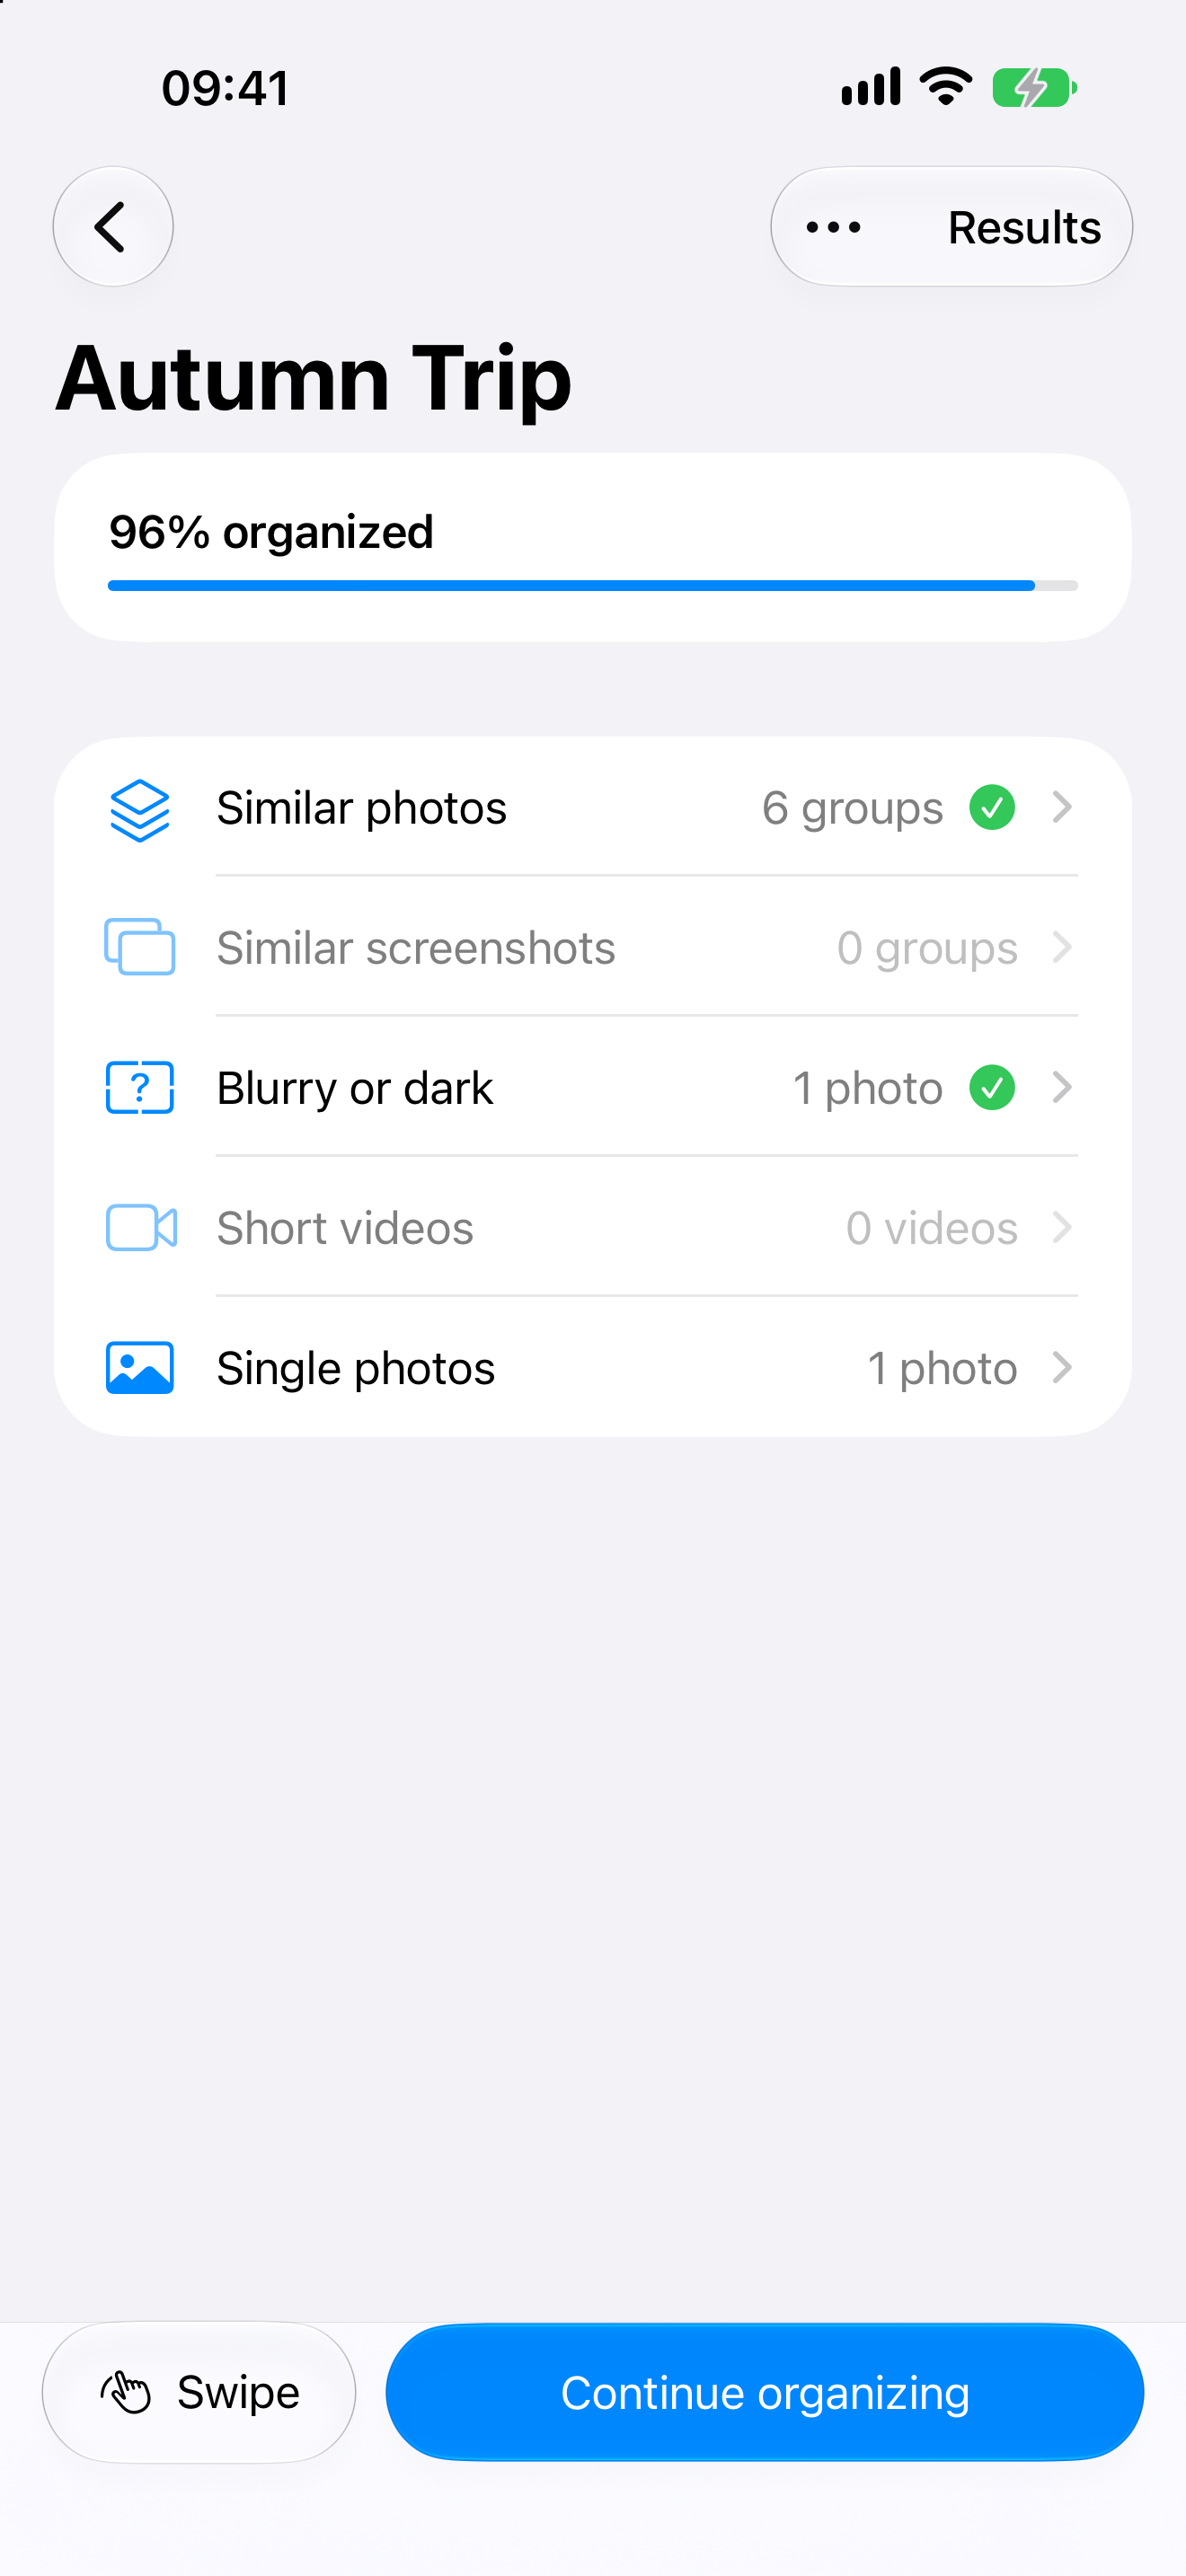 09:41
Results
Autumn Trip
96% organized
Similar photos 6 groups
Similar screenshots 0 groups
? Blurry or dark 1 photo
Short videos 0 videos
Single photos 1 photo
Swipe Continue organizing